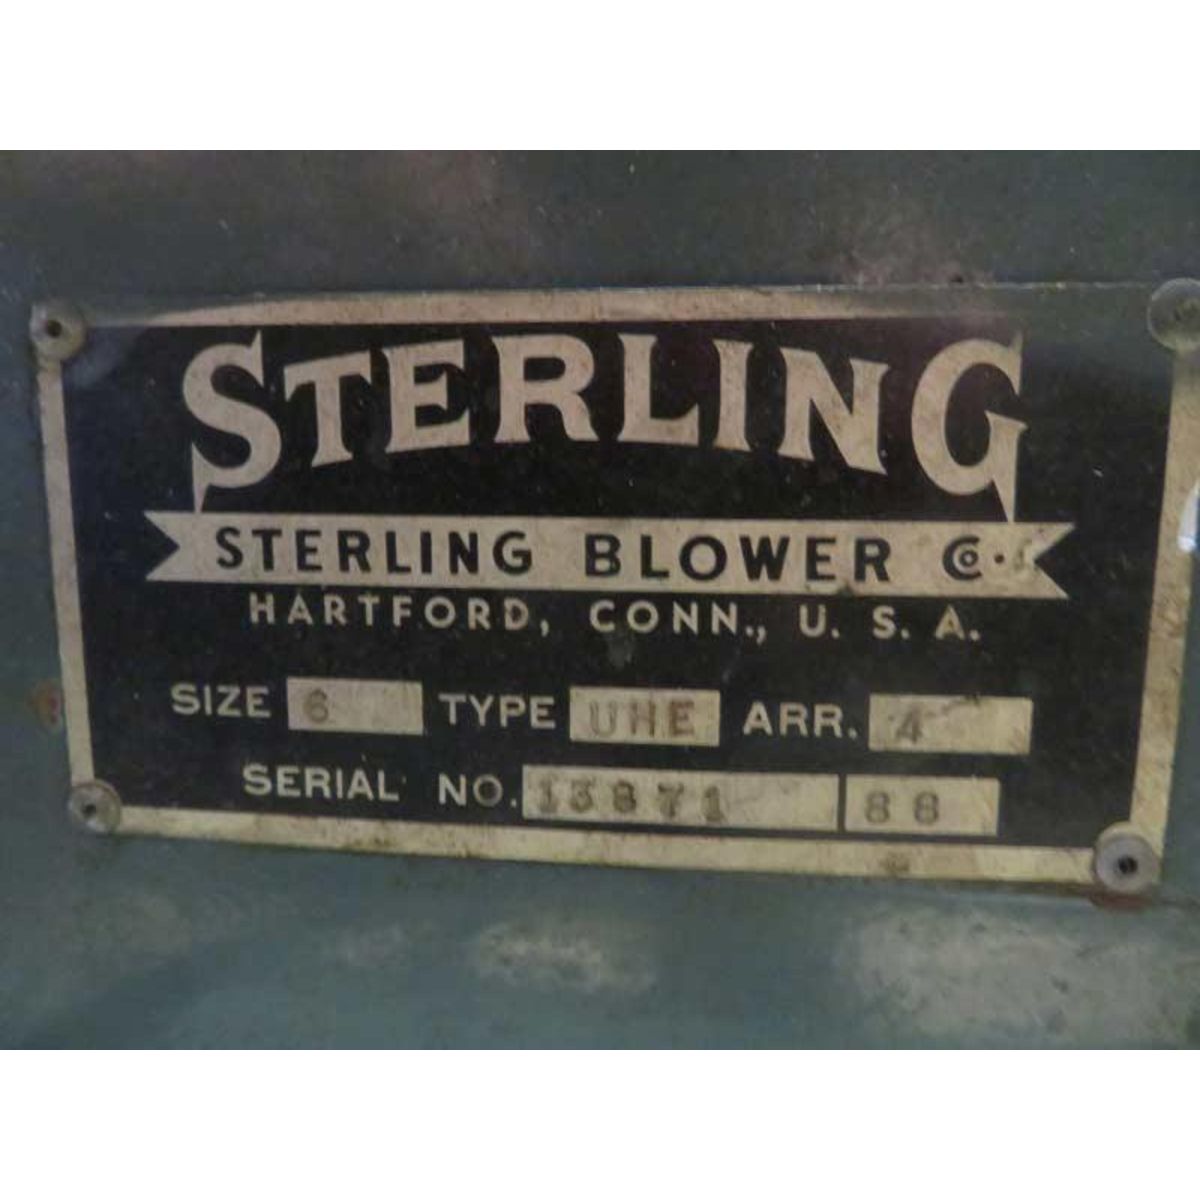 STERLING
STERLING BLOWER CO.
HARTFORD, CONN., U. S. A.
SIZE 6 TYPE UHE ARR. 4
SERIAL NO. 13871 88